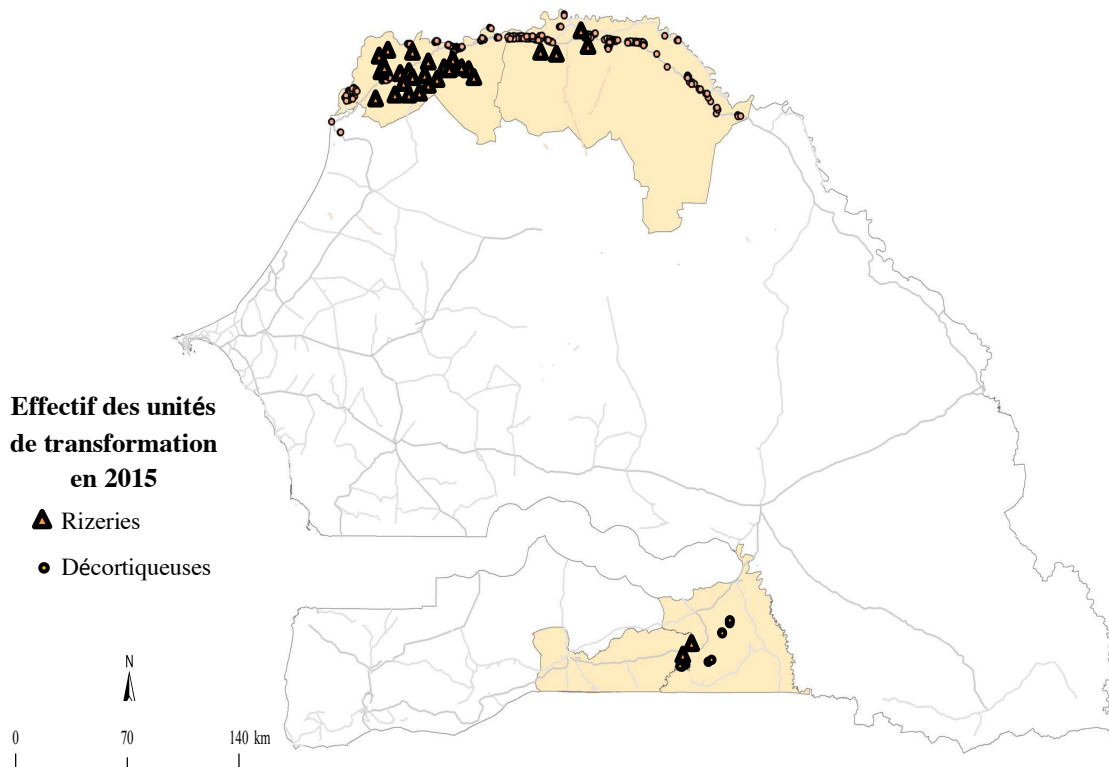 Effectif des unités
de transformation
en 2015
Rizeries
Décortiqueuses
N
0 70 140 km